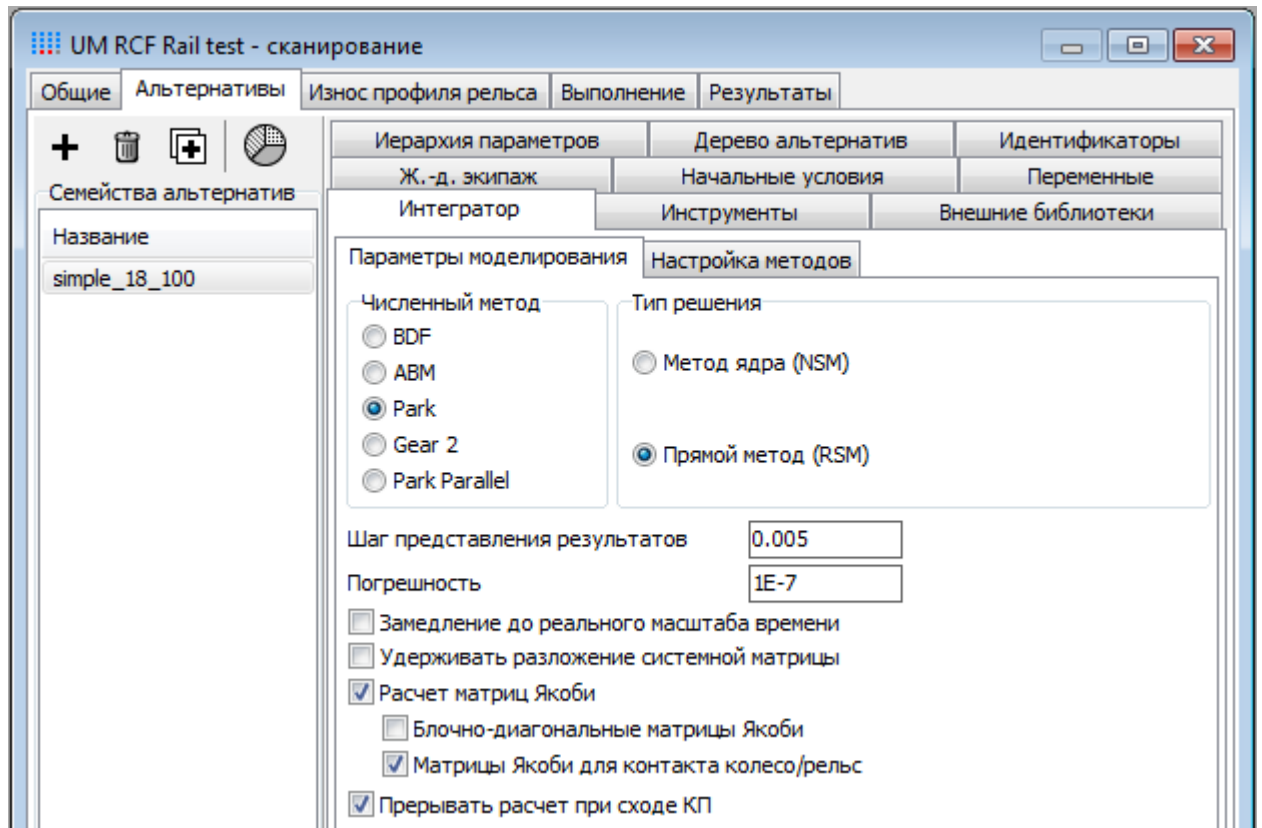 UM RCF Rail test - сканирование
Общие Альтернативы Износ профиля рельса Выполнение Результаты
Семейства альтернатив
Название
simple_18_100
Иерархия параметров Дерево альтернатив Идентификаторы
Ж.-д. экипаж Начальные условия Переменные
Интегратор Инструменты Внешние библиотеки
Параметры моделирования Настройка методов
Численный метод
BDF
ABM
Park
Gear 2
Park Parallel
Тип решения
Метод ядра (NSM)
Прямой метод (RSM)
Шаг представления результатов 0.005
Погрешность 1E-7
Замедление до реального масштаба времени
Удерживать разложение системной матрицы
Расчет матриц Якоби
Блочно-диагональные матрицы Якоби
Матрицы Якоби для контакта колесо/рельс
Прерывать расчет при сходе КП